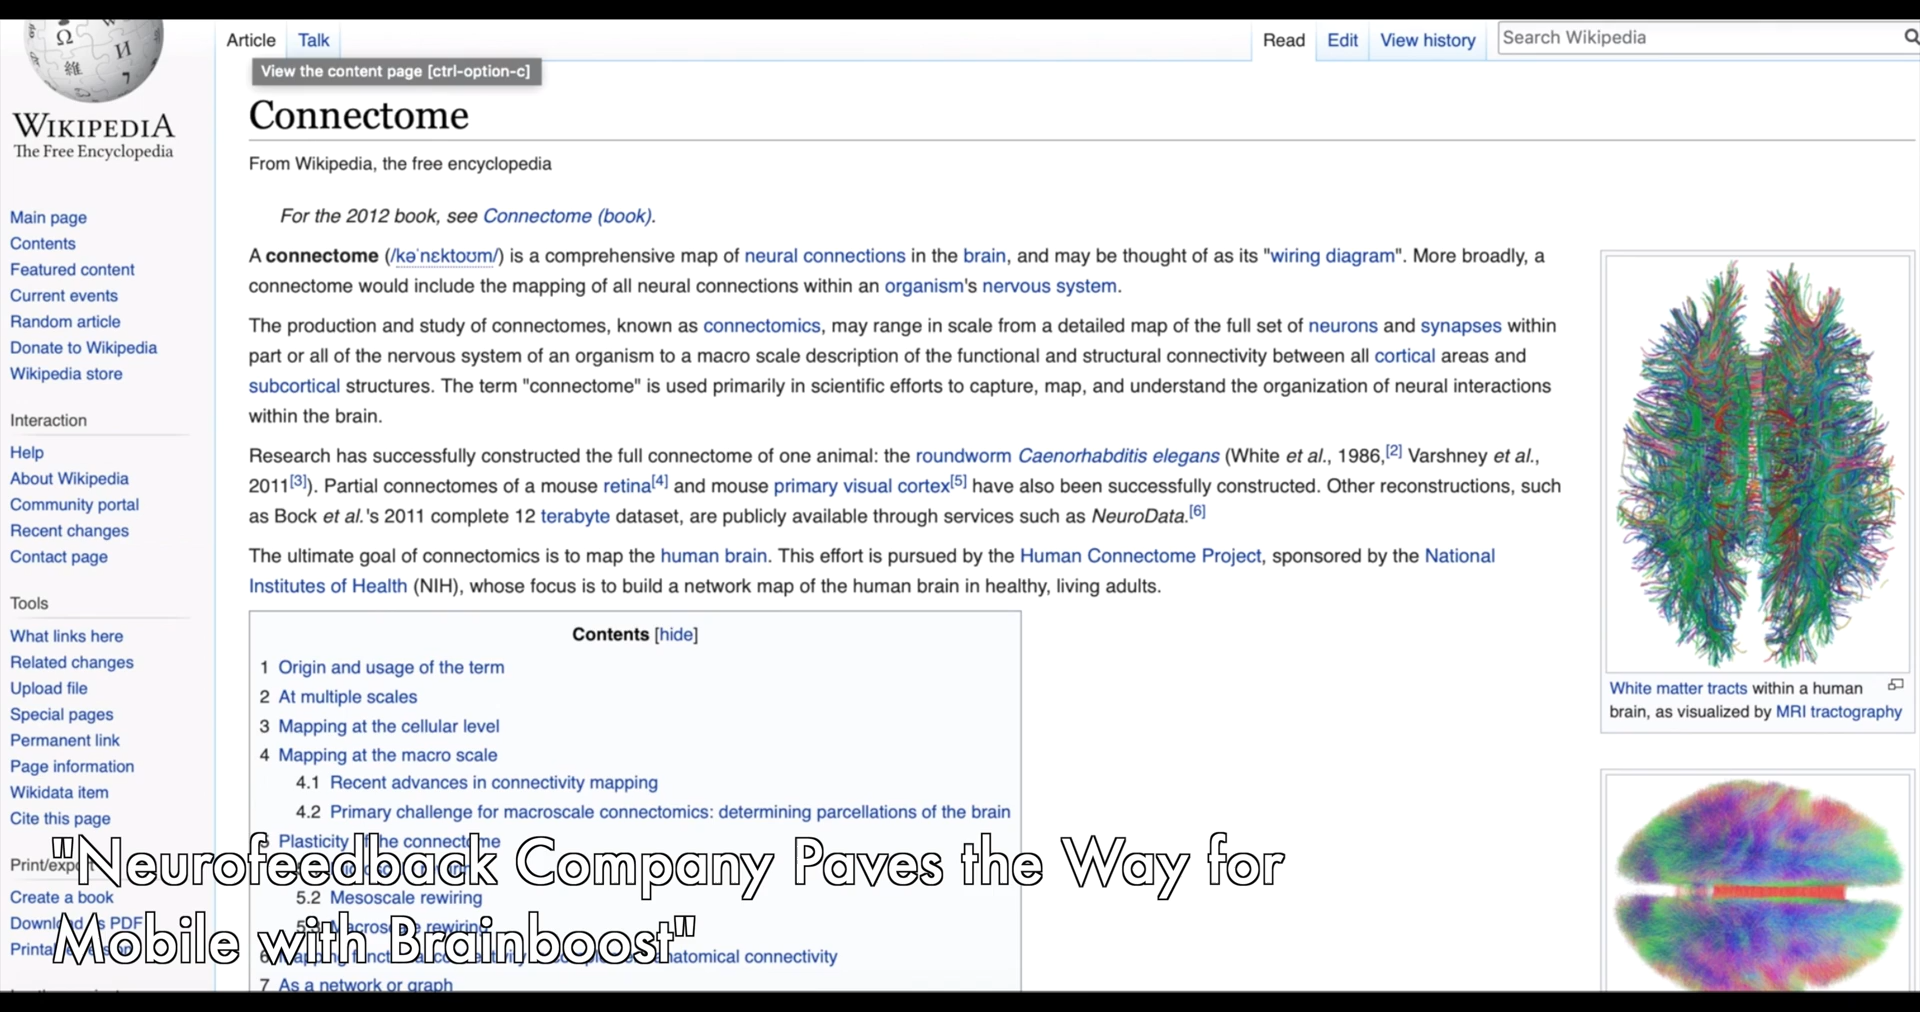 Ω
И
維
7
WIKIPEDIA
The Free Encyclopedia
Main page
Contents
Featured content
Current events
Random article
Donate to Wikipedia
Wikipedia store
Interaction
Help
About Wikipedia
Community portal
Recent changes
Contact page
Tools
What links here
Related changes
Upload file
Special pages
Permanent link
Page information
Wikidata item
Cite this page
Create a book
Article Talk
Read Edit View history Search Wikipedia
View the content page [ctrl-option-c]
Connectome
From Wikipedia, the free encyclopedia
For the 2012 book, see Connectome (book).
A connectome (/kəˈnɛktoʊm/) is a comprehensive map of neural connections in the brain, and may be thought of as its "wiring diagram". More broadly, a
connectome would include the mapping of all neural connections within an organism's nervous system.
The production and study of connectomes, known as connectomics, may range in scale from a detailed map of the full set of neurons and synapses within
part or all of the nervous system of an organism to a macro scale description of the functional and structural connectivity between all cortical areas and
subcortical structures. The term "connectome" is used primarily in scientific efforts to capture, map, and understand the organization of neural interactions
within the brain.
Research has successfully constructed the full connectome of one animal: the roundworm Caenorhabditis elegans (White et al., 1986,[2] Varshney et al.,
2011[3]). Partial connectomes of a mouse retina[4] and mouse primary visual cortex[5] have also been successfully constructed. Other reconstructions, such
as Bock et al.'s 2011 complete 12 terabyte dataset, are publicly available through services such as NeuroData.[6]
The ultimate goal of connectomics is to map the human brain. This effort is pursued by the Human Connectome Project, sponsored by the National
Institutes of Health (NIH), whose focus is to build a network map of the human brain in healthy, living adults.
Contents [hide]
1 Origin and usage of the term
2 At multiple scales
3 Mapping at the cellular level
4 Mapping at the macro scale
4.1 Recent advances in connectivity mapping
4.2 Primary challenge for macroscale connectomics: determining parcellations of the brain
Plasticity of the connectome
5.2 Mesoscale rewiring
rewiring
anatomical connectivity
7 As a network or graph
White matter tracts within a human
brain, as visualized by MRI tractography
"Neurofeedback Company Paves the Way for
Mobile with Brainboost"